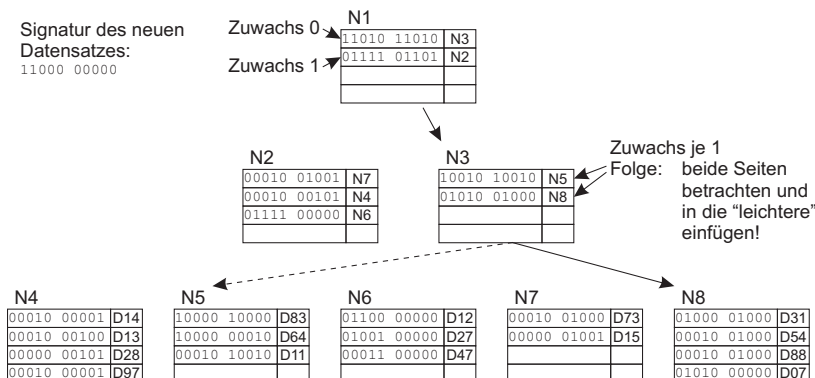 Signatur des neuen
Datensatzes:
11000 00000
Zuwachs 0
Zuwachs 1
N1
11010 11010 N3
01111 01101 N2
N2
00010 01001 N7
00010 00101 N4
01111 00000 N6
N3
10010 10010 N5
01010 01000 N8
Zuwachs je 1
Folge: beide Seiten
betrachten und
in die “leichtere”
einfügen!
N4
00010 00001 D14
00010 00100 D13
00000 00101 D28
00010 00001 D97
N5
10000 10000 D83
10000 00000 D64
00010 10010 D11
N6
01100 00000 D12
01001 00000 D27
00011 00000 D47
N7
00010 01000 D73
00000 01001 D15
N8
01000 01000 D31
00010 01000 D54
00010 01000 D88
01010 00000 D07